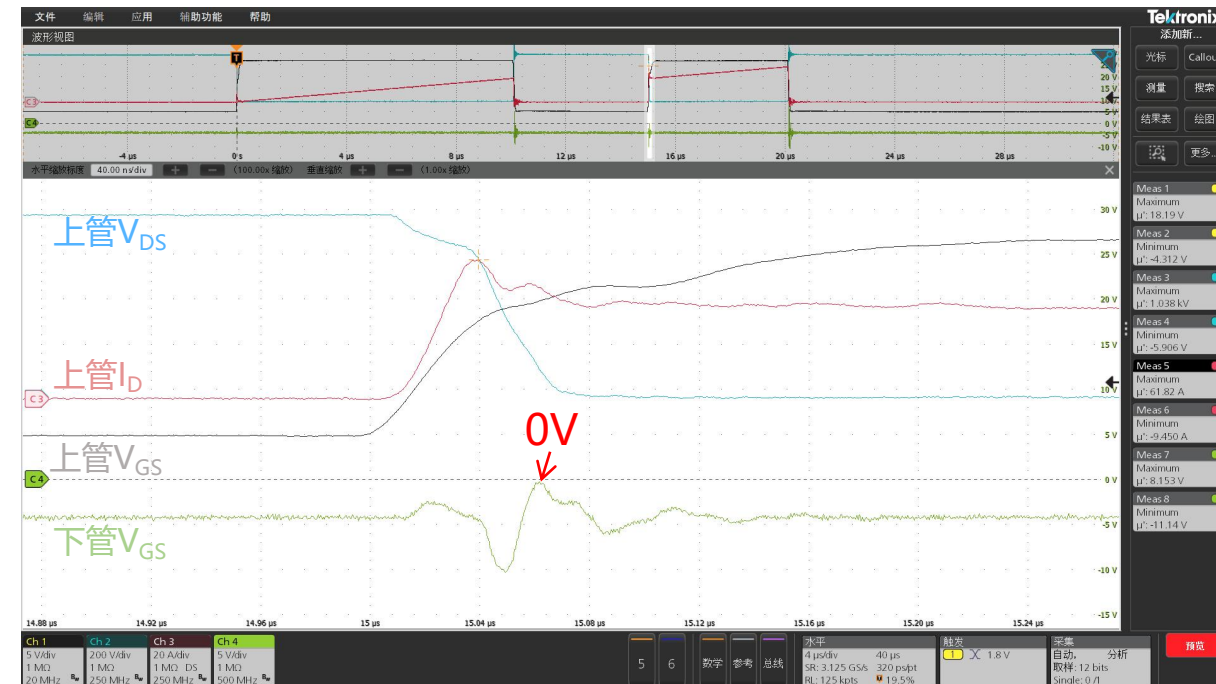 文件 编辑 应用 辅助功能 帮助
Tektronix
波形视图
添加新...
光标 Callout
测量 搜索
结果表 绘图
更多...
T
C3
C4
20 V
15 V
10V
5 V
0 V
-5 V
-10 V
-4 µs 0 s 4 µs 8 µs 12 µs 16 µs 20 µs 24 µs 28 µs
水平缩放标度 40.00 ns/div + − (100.00x 缩放) 垂直缩放 + − (1.00x 缩放)
30 V
25 V
20 V
15 V
10 V
5 V
0 V
-5 V
-10 V
-15 V
上管VDS
上管ID
C3
0V
上管VGS
C4
下管VGS
14.88 µs 14.92 µs 14.96 µs 15 µs 15.04 µs 15.08 µs 15.12 µs 15.16 µs 15.20 µs 15.24 µs
Meas 1
Maximum
µ': 18.19 V
Meas 2
Minimum
µ': -4.312 V
Meas 3
Maximum
µ': 1.038 kV
Meas 4
Minimum
µ': -5.906 V
Meas 5
Maximum
µ': 61.82 A
Meas 6
Minimum
µ': -9.450 A
Meas 7
Maximum
µ': 8.153 V
Meas 8
Minimum
µ': -11.14 V
Ch 1
5 V/div
1 MΩ
20 MHz Bw
Ch 2
200 V/div
1 MΩ
250 MHz Bw
Ch 3
20 A/div
1 MΩ DS
250 MHz Bw
Ch 4
5 V/div
1 MΩ
500 MHz Bw
5 6 数学 参考 总线
水平
4 µs/div 40 µs
SR: 3.125 GS/s 320 ps/pt
RL: 125 kpts 19.5%
触发
1 1.8 V
采集
自动, 分析
取样: 12 bits
Single: 0 /1
预览